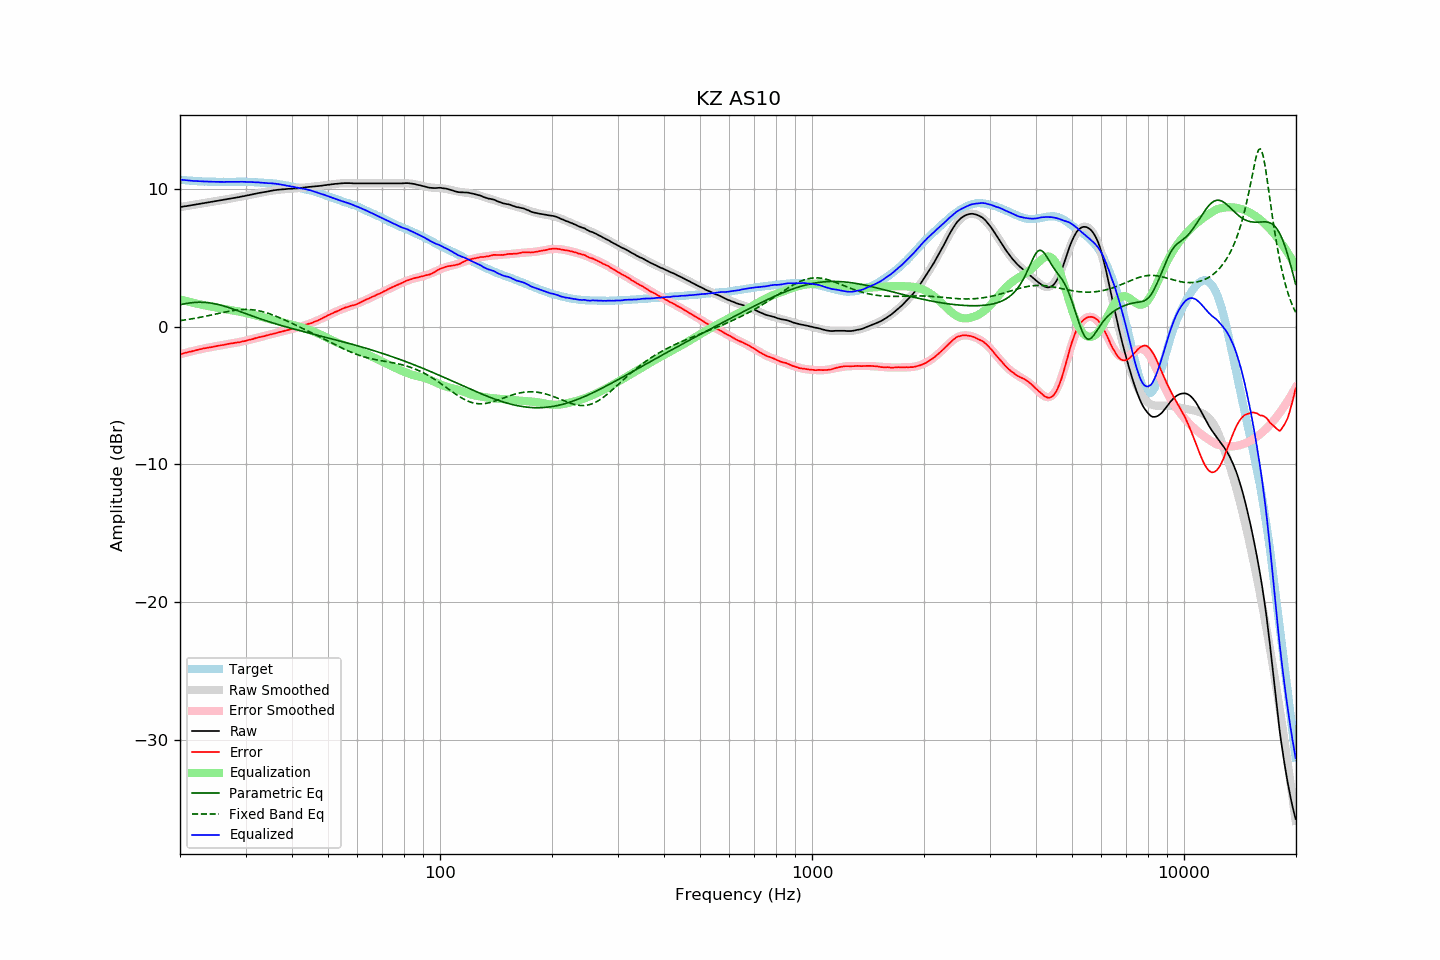 KZ AS10
10
0
−10
−20
−30
Amplitude (dBr)
Target
Raw Smoothed
Error Smoothed
Raw
Error
Equalization
Parametric Eq
Fixed Band Eq
Equalized
100
1000
10000
Frequency (Hz)